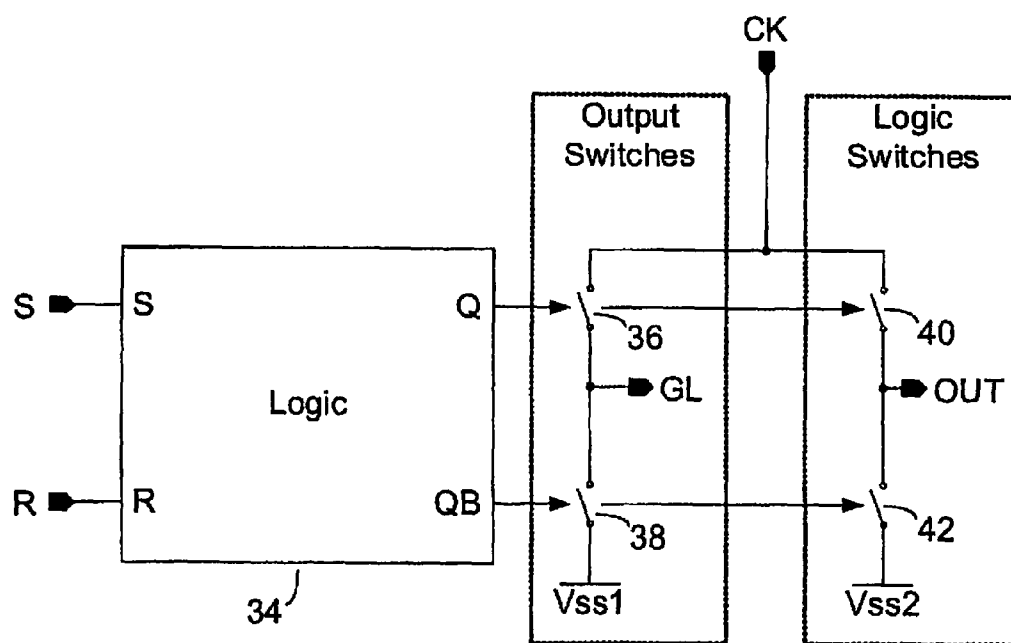 CK
Output
Switches
Logic
Switches
S
S
Q
36
40
GL
OUT
Logic
R
R
QB
38
42
34
Vss1
Vss2